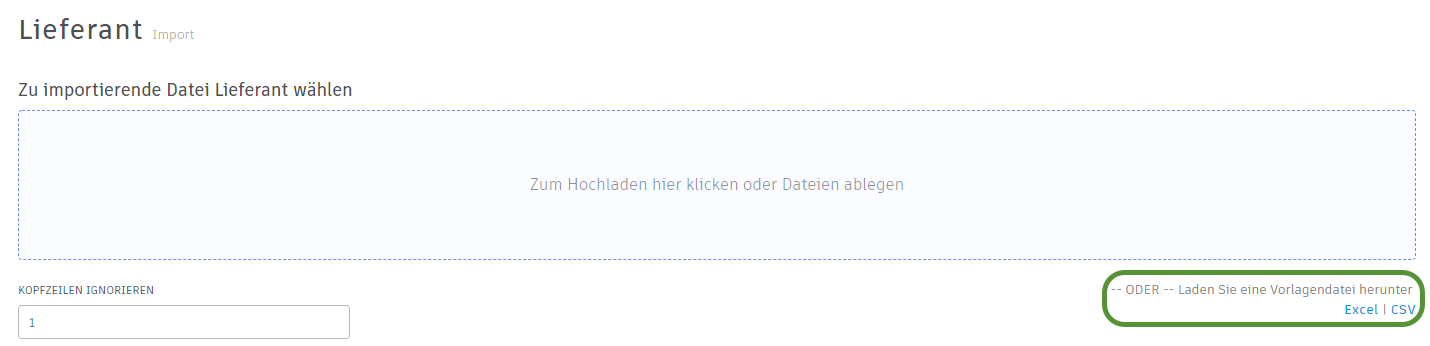 Lieferant Import
Zu importierende Datei Lieferant wählen
Zum Hochladen hier klicken oder Dateien ablegen
KOPFZEILEN IGNORIEREN
1
-- ODER -- Laden Sie eine Vorlagendatei herunter
Excel | CSV